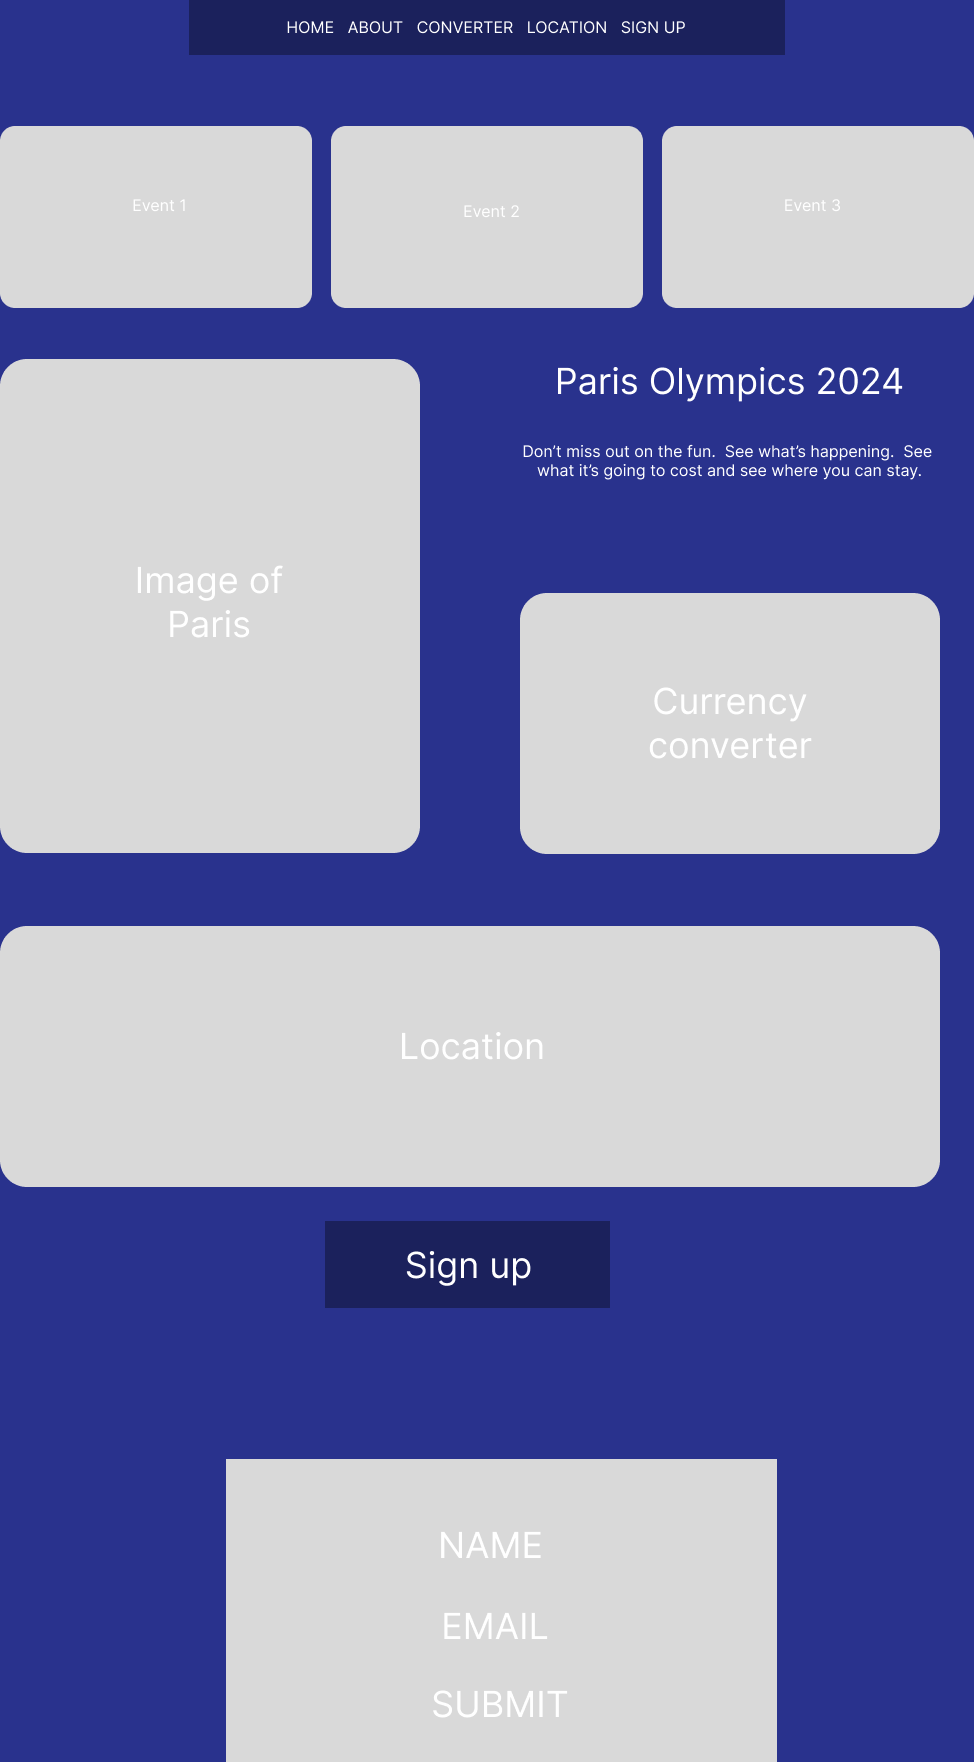 HOME ABOUT CONVERTER LOCATION SIGN UP
Event 1
Event 2
Event 3
Paris Olympics 2024
Don’t miss out on the fun.  See what’s happening.  See
what it’s going to cost and see where you can stay.
Image of
Paris
Currency
converter
Location
Sign up
NAME
EMAIL
SUBMIT